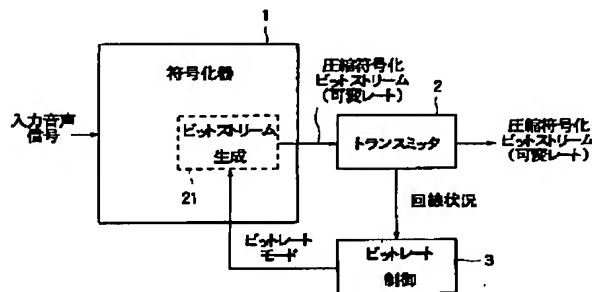 1
符号化器
入力音声
信号
ビットストリーム
生成
21
圧縮符号化
ビットストリーム
(可変レート)
2
トランスミッタ
圧縮符号化
ビットストリーム
(可変レート)
回線状況
ビットレート
モード
ビットレート
制御
3